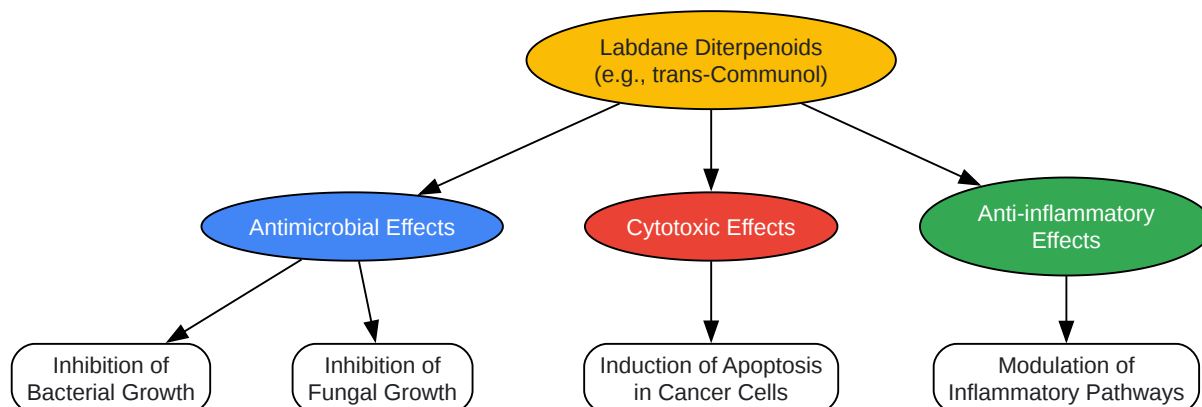 Labdane Diterpenoids
(e.g., trans-Communol)
Antimicrobial Effects
Cytotoxic Effects
Anti-inflammatory
Effects
Inhibition of
Bacterial Growth
Inhibition of
Fungal Growth
Induction of Apoptosis
in Cancer Cells
Modulation of
Inflammatory Pathways